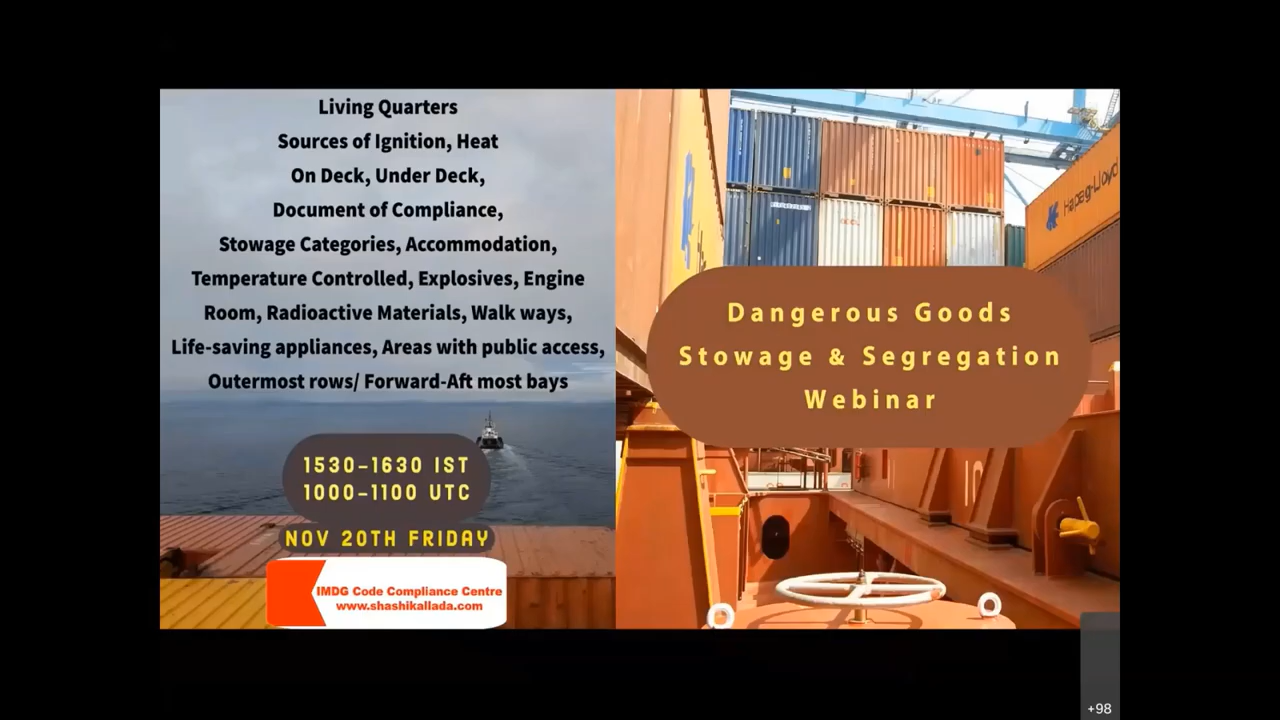 Living Quarters
Sources of Ignition, Heat
On Deck, Under Deck,
Document of Compliance,
Stowage Categories, Accommodation,
Temperature Controlled, Explosives, Engine
Room, Radioactive Materials, Walk ways,
Life-saving appliances, Areas with public access,
Outermost rows/ Forward-Aft most bays
1530-1630 IST
1000-1100 UTC
NOV 20TH FRIDAY
IMDG Code Compliance Centre
www.shashikallada.com
Hapag-Lloyd
Dangerous Goods
Stowage & Segregation
Webinar
+98